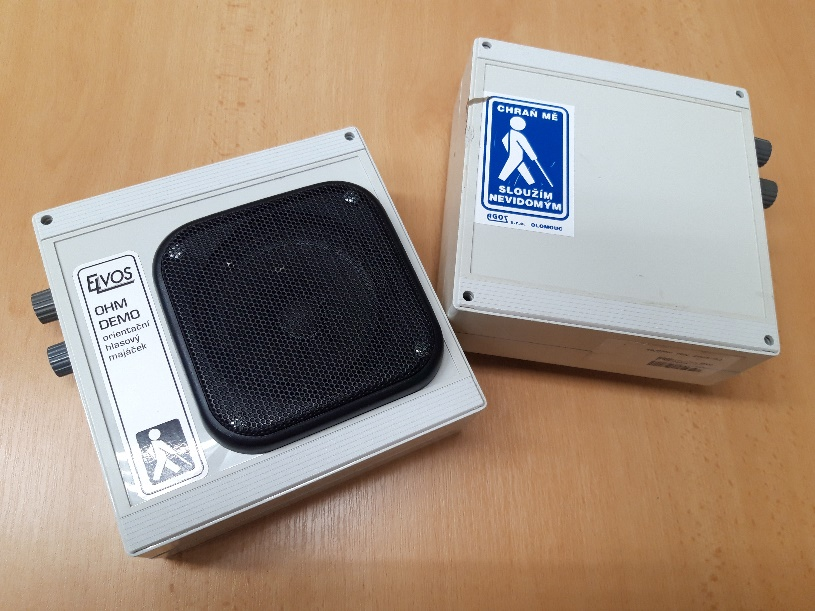 ELVOS
OHM
DEMO
orientační
hlasový
majáček
CHRAŇ MĚ
SLOUŽÍM
NEVIDOMÝM
s.r.o. OLOMOUC